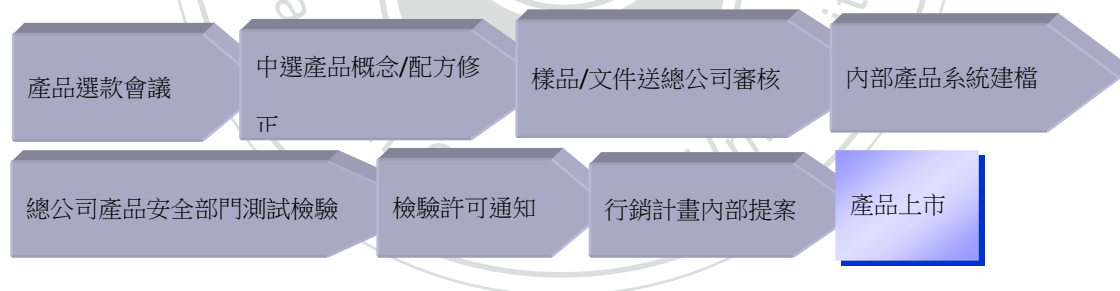 產品選款會議
中選產品概念/配方修
正
樣品/文件送總公司審核
內部產品系統建檔
總公司產品安全部門測試檢驗
檢驗許可通知
行銷計畫內部提案
產品上市